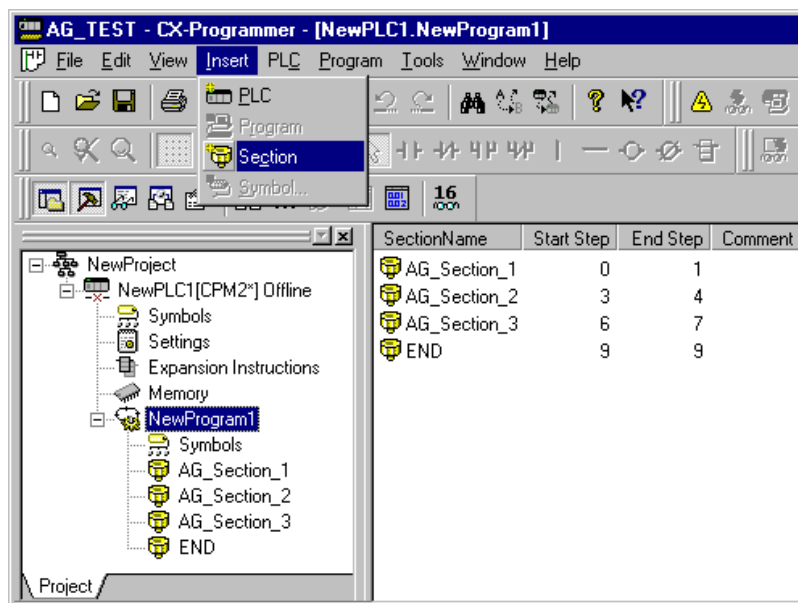 AG_TEST - CX-Programmer - [NewPLC1.NewProgram1]
File Edit View Insert PLC Program Tools Window Help
PLC
Program
Section
Symbol...
16
SectionName Start Step End Step Comment
AG_Section_1 0 1
AG_Section_2 3 4
AG_Section_3 6 7
END 9 9
NewProject
NewPLC1[CPM2*] Offline
Symbols
Settings
Expansion Instructions
Memory
NewProgram1
Symbols
AG_Section_1
AG_Section_2
AG_Section_3
END
Project